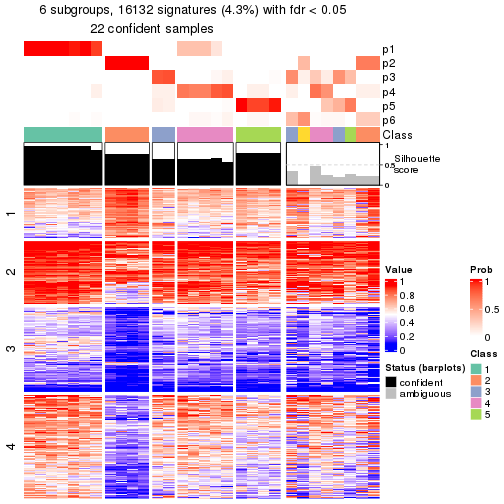 6 subgroups, 16132 signatures (4.3%) with fdr < 0.05
22 confident samples
p1
p2
p3
p4
p5
p6
Class
1
0.5
0
Silhouette
score
1
2
3
4
Value
1
0.8
0.6
0.4
0.2
0
Status (barplots)
confident
ambiguous
Prob
1
0.5
0
Class
1
2
3
4
5